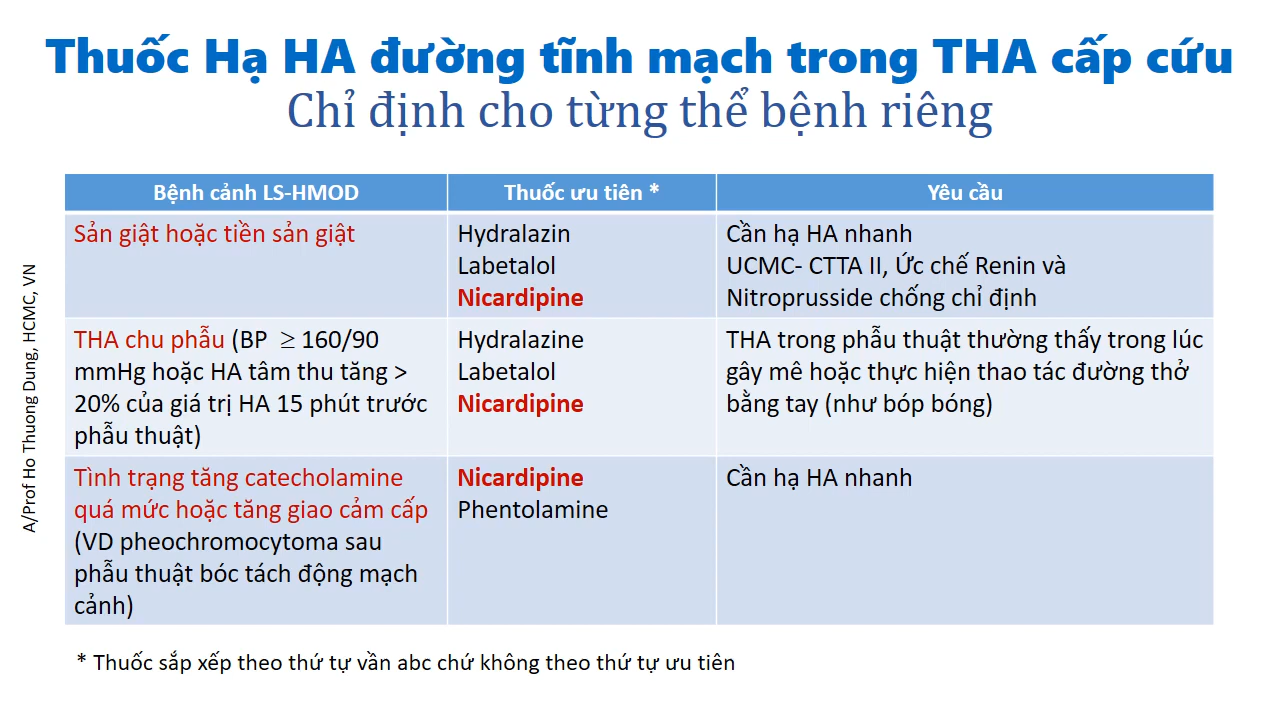 Thuốc Hạ HA đường tĩnh mạch trong THA cấp cứu
Chỉ định cho từng thể bệnh riêng
A/Prof Ho Thuong Dung, HCMC, VN
Bệnh cảnh LS-HMOD
Thuốc ưu tiên *
Yêu cầu
Sản giật hoặc tiền sản giật
Hydralazin
Labetalol
Nicardipine
Cần hạ HA nhanh
UCMC- CTTA II, Ức chế Renin và
Nitroprusside chống chỉ định
THA chu phẫu (BP ≥ 160/90
mmHg hoặc HA tâm thu tăng >
20% của giá trị HA 15 phút trước
phẫu thuật)
Hydralazine
Labetalol
Nicardipine
THA trong phẫu thuật thường thấy trong lúc
gây mê hoặc thực hiện thao tác đường thở
bằng tay (như bóp bóng)
Tình trạng tăng catecholamine
quá mức hoặc tăng giao cảm cấp
(VD pheochromocytoma sau
phẫu thuật bóc tách động mạch
cảnh)
Nicardipine
Phentolamine
Cần hạ HA nhanh
* Thuốc sắp xếp theo thứ tự vần abc chứ không theo thứ tự ưu tiên